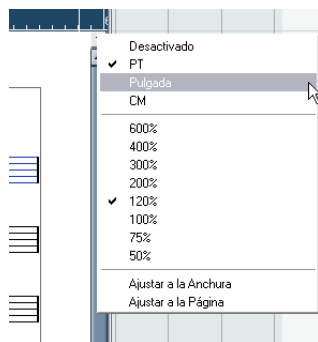 Desactivado
PT
Pulgada
CM
600%
400%
300%
200%
120%
100%
75%
50%
Ajustar a la Anchura
Ajustar a la Página